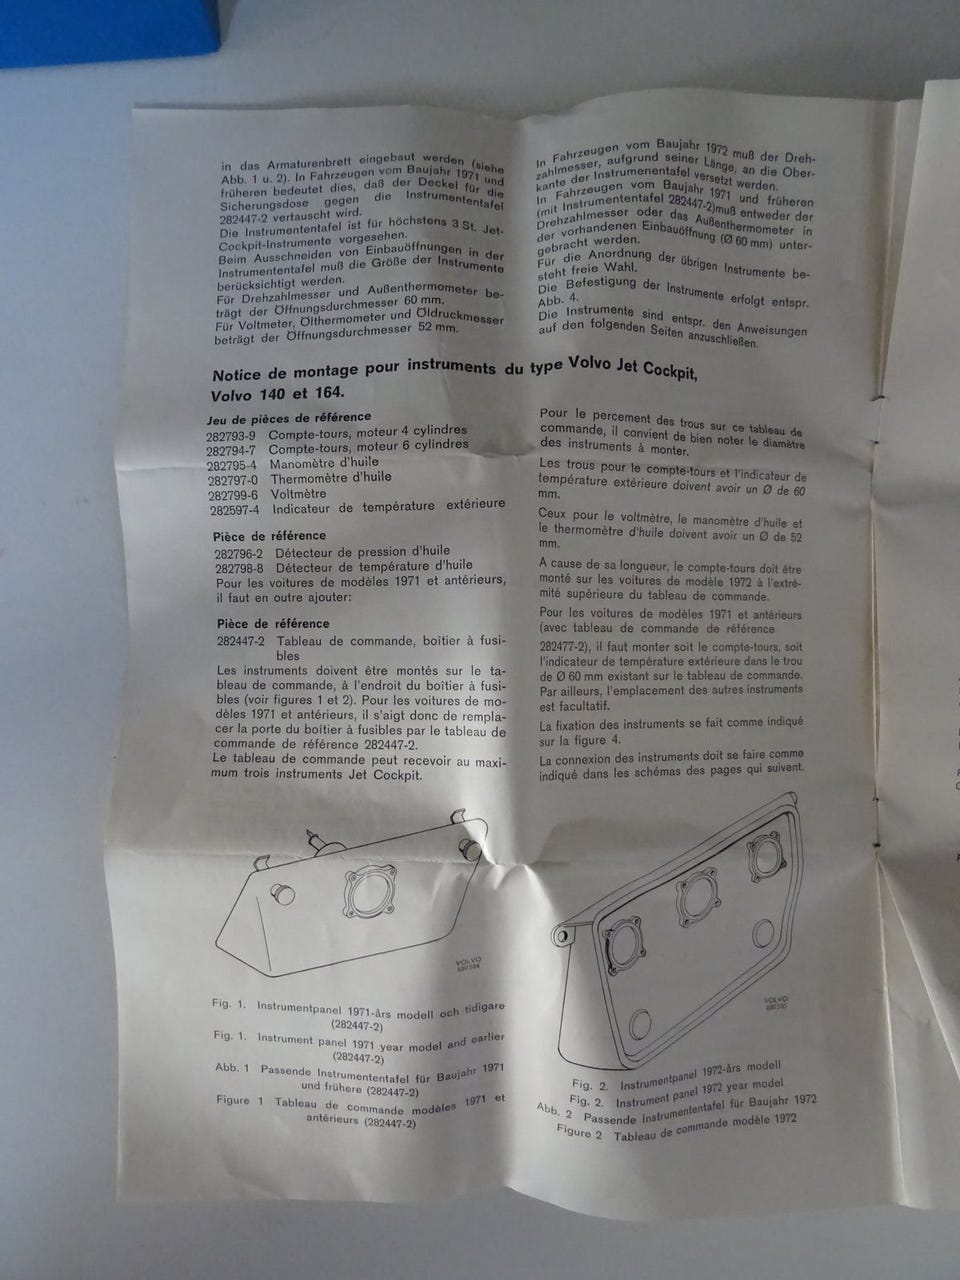 in das Armaturenbrett eingebaut werden (siehe
Abb. 1 u. 2). In Fahrzeugen vom Baujahr 1971 und
früheren bedeutet dies, daß der Deckel für die
Sicherungsdose gegen die Instrumententafel
282447-2 vertauscht wird.
Die Instrumententafel ist für höchstens 3 St. Jet-
Cockpit-Instrumente vorgesehen.
Beim Ausschneiden von Einbauöffnungen in der
Instrumententafel muß die Größe der Instrumente
berücksichtigt werden.
Für Drehzahlmesser und Außenthermometer be-
trägt der Öffnungsdurchmesser 60 mm.
Für Voltmeter, Ölthermometer und Öldruckmesser
beträgt der Öffnungsdurchmesser 52 mm.
In Fahrzeugen vom Baujahr 1972 muß der Dreh-
zahlmesser, aufgrund seiner Länge, an die Ober-
kante der Instrumenentafel versetzt werden.
In Fahrzeugen vom Baujahr 1971 und früheren
(mit Instrumententafel 282447-2)muß entweder der
Drehzahlmesser oder das Außenthermometer in
der vorhandenen Einbauöffnung (Ø 60 mm) unter-
gebracht werden.
Für die Anordnung der übrigen Instrumente be-
steht freie Wahl.
Die Befestigung der Instrumente erfolgt entspr.
Abb. 4.
Die Instrumente sind entspr. den Anweisungen
auf den folgenden Seiten anzuschließen.
Notice de montage pour instruments du type Volvo Jet Cockpit,
Volvo 140 et 164.
Jeu de pièces de référence
282793-9 Compte-tours, moteur 4 cylindres
282794-7 Compte-tours, moteur 6 cylindres
282795-4 Manomètre d'huile
282797-0 Thermomètre d'huile
282799-6 Voltmètre
282597-4 Indicateur de température extérieure
Pièce de référence
282796-2 Détecteur de pression d'huile
282798-8 Détecteur de température d'huile
Pour les voitures de modèles 1971 et antérieurs,
il faut en outre ajouter:
Pièce de référence
282447-2 Tableau de commande, boîtier à fusi-
bles
Les instruments doivent être montés sur le ta-
bleau de commande, à l'endroit du boîtier à fusi-
bles (voir figures 1 et 2). Pour les voitures de mo-
dèles 1971 et antérieurs, il s'aigt donc de rempla-
cer la porte du boîtier à fusibles par le tableau de
commande de référence 282447-2.
Le tableau de commande peut recevoir au maxi-
mum trois instruments Jet Cockpit.
Pour le percement des trous sur ce tableau de
commande, il convient de bien noter le diamètre
des instruments à monter.
Les trous pour le compte-tours et l'indicateur de
température extérieure doivent avoir un Ø de 60
mm.
Ceux pour le voltmètre, le manomètre d'huile et
le thermomètre d'huile doivent avoir un Ø de 52
mm.
A cause de sa longueur, le compte-tours doit être
monté sur les voitures de modèle 1972 à l'extré-
mité supérieure du tableau de commande.
Pour les voitures de modèles 1971 et antérieurs
(avec tableau de commande de référence
282477-2), il faut monter soit le compte-tours, soit
l'indicateur de température extérieure dans le trou
de Ø 60 mm existant sur le tableau de commande.
Par ailleurs, l'emplacement des autres instruments
est facultatif.
La fixation des instruments se fait comme indiqué
sur la figure 4.
La connexion des instruments doit se faire comme
indiqué dans les schémas des pages qui suivent.
VOLVO
VOLVO
Fig. 1. Instrumentpanel 1971-års modell och tidigare
(282447-2)
Fig. 1. Instrument panel 1971 year model and earlier
(282447-2)
Abb. 1 Passende Instrumententafel für Baujahr 1971
und frühere (282447-2)
Figure 1 Tableau de commande modèles 1971 et
antérieurs (282447-2)
Fig. 2. Instrumentpanel 1972-års modell
Fig. 2. Instrument panel 1972 year model
Abb. 2 Passende Instrumententafel für Baujahr 1972
Figure 2 Tableau de commande modèle 1972